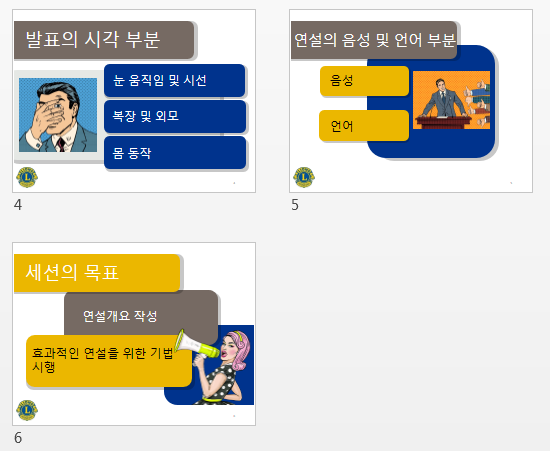 발표의 시각 부분
눈 움직임 및 시선
복장 및 외모
몸 동작
4
연설의 음성 및 언어 부분
음성
언어
5
세션의 목표
연설개요 작성
효과적인 연설을 위한 기법
시행
6